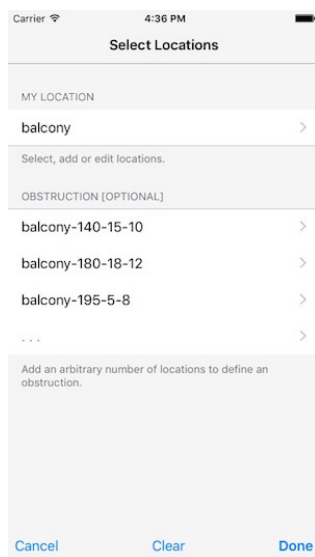 Carrier 4:36 PM
Select Locations
MY LOCATION
balcony
Select, add or edit locations.
OBSTRUCTION [OPTIONAL]
balcony-140-15-10
balcony-180-18-12
balcony-195-5-8
. . .
Add an arbitrary number of locations to define an
obstruction.
Cancel Clear Done